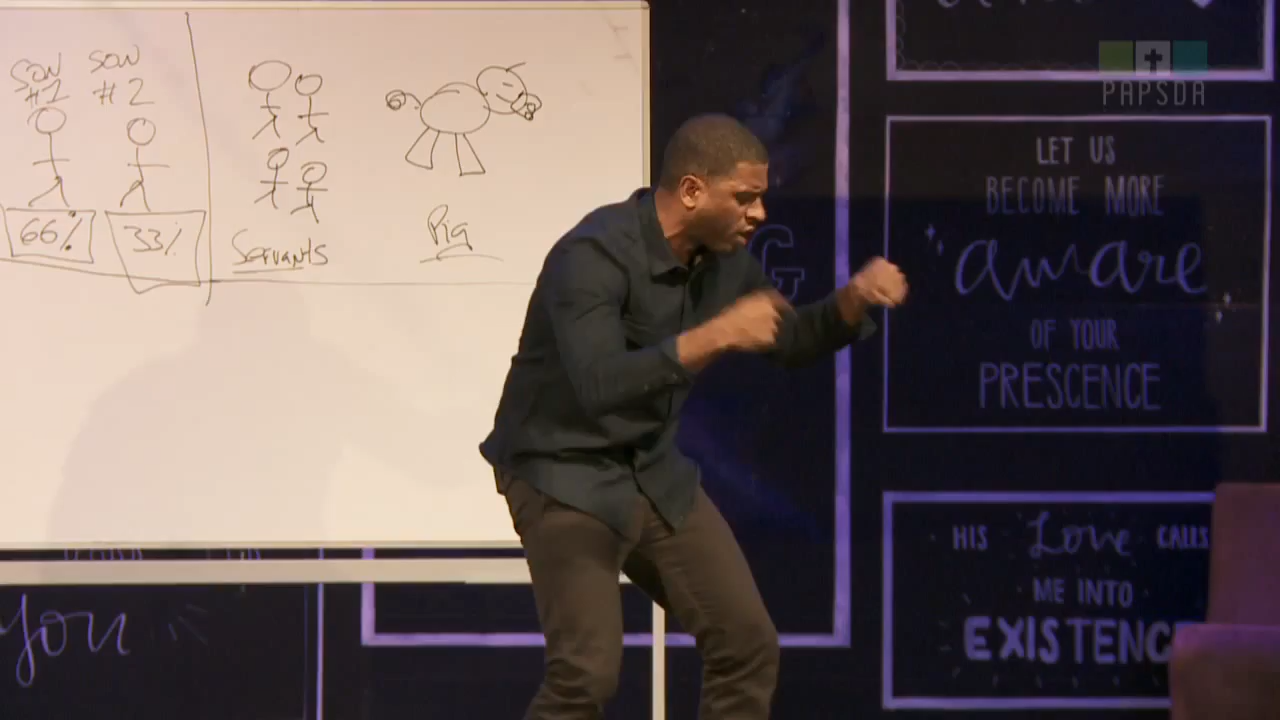 SON
#1
SON
#2
66%
33%
Servants
Pig
PAPSDA
LET US
BECOME MORE
aware
OF YOUR
PRESCENCE
G
HIS Love CALLS
ME INTO
EXISTENC
you